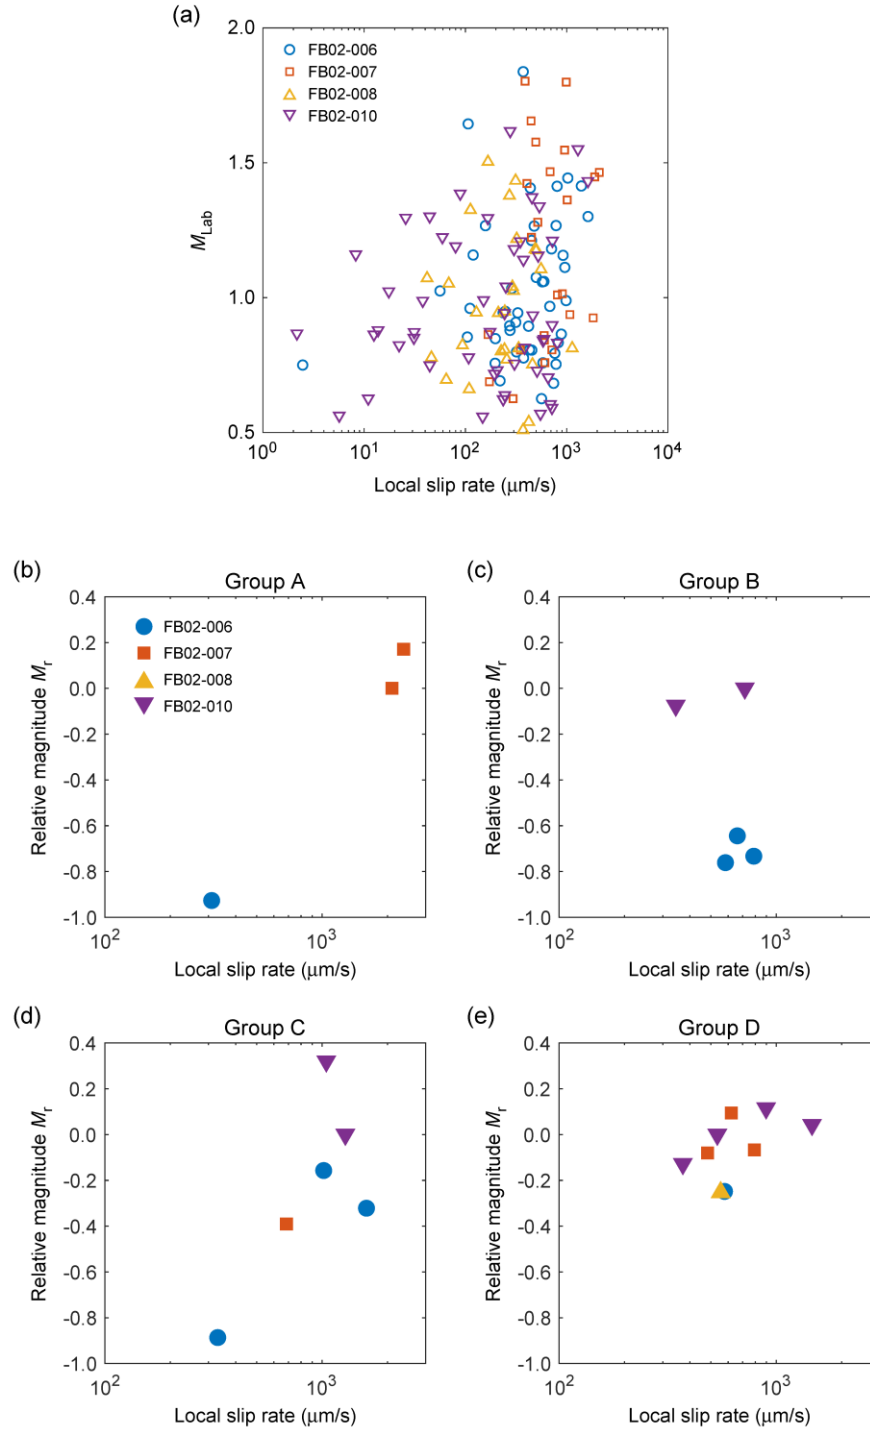 (a)
2.0
FB02-006
FB02-007
FB02-008
FB02-010
1.5
M_Lab
1.0
0.5
10^0 10^1 10^2 10^3 10^4
Local slip rate (μm/s)
(b)
Group A
0.4
FB02-006
0.2
FB02-007
0.0
FB02-008
FB02-010
-0.2
-0.4
-0.6
-0.8
-1.0
Relative magnitude M_r
10^2 10^3
Local slip rate (μm/s)
(c)
Group B
0.4
0.2
0.0
-0.2
-0.4
-0.6
-0.8
-1.0
Relative magnitude M_r
10^2 10^3
Local slip rate (μm/s)
(d)
Group C
0.4
0.2
0.0
-0.2
-0.4
-0.6
-0.8
-1.0
Relative magnitude M_r
10^2 10^3
Local slip rate (μm/s)
(e)
Group D
0.4
0.2
0.0
-0.2
-0.4
-0.6
-0.8
-1.0
Relative magnitude M_r
10^2 10^3
Local slip rate (μm/s)